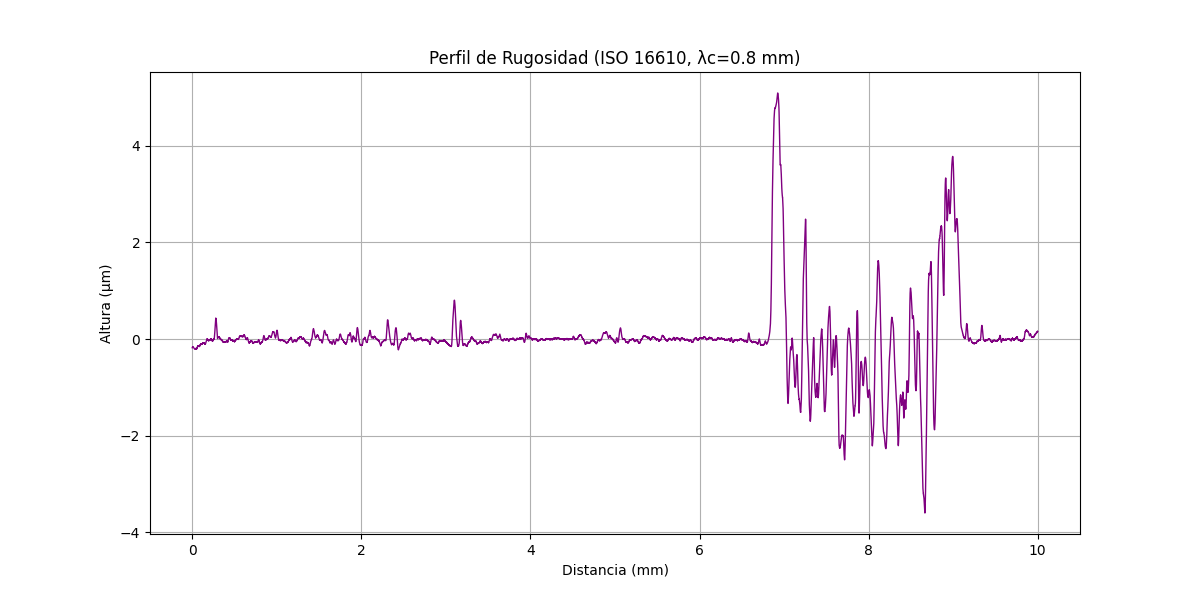 Perfil de Rugosidad (ISO 16610, λc=0.8 mm)
Altura (μm)
4
2
0
−2
−4
0 2 4 6 8 10
Distancia (mm)